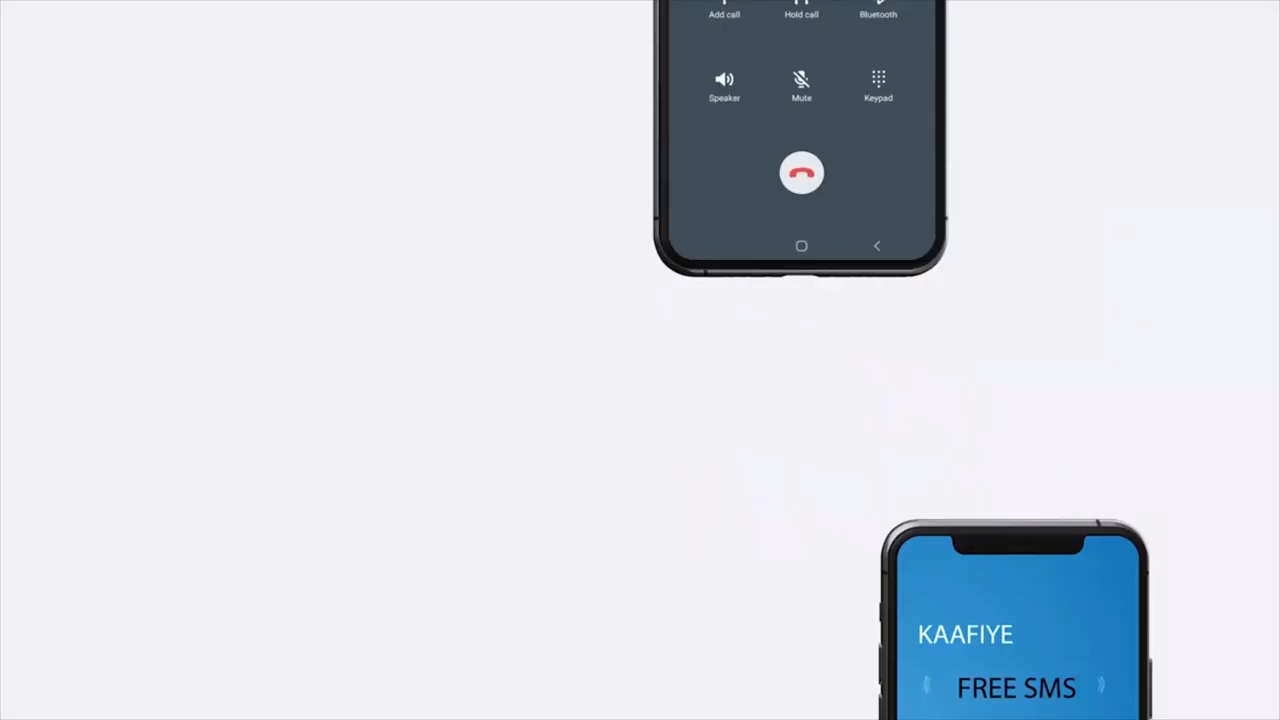 Add call Hold call Bluetooth
Speaker Mute Keypad
KAAFIYE
FREE SMS